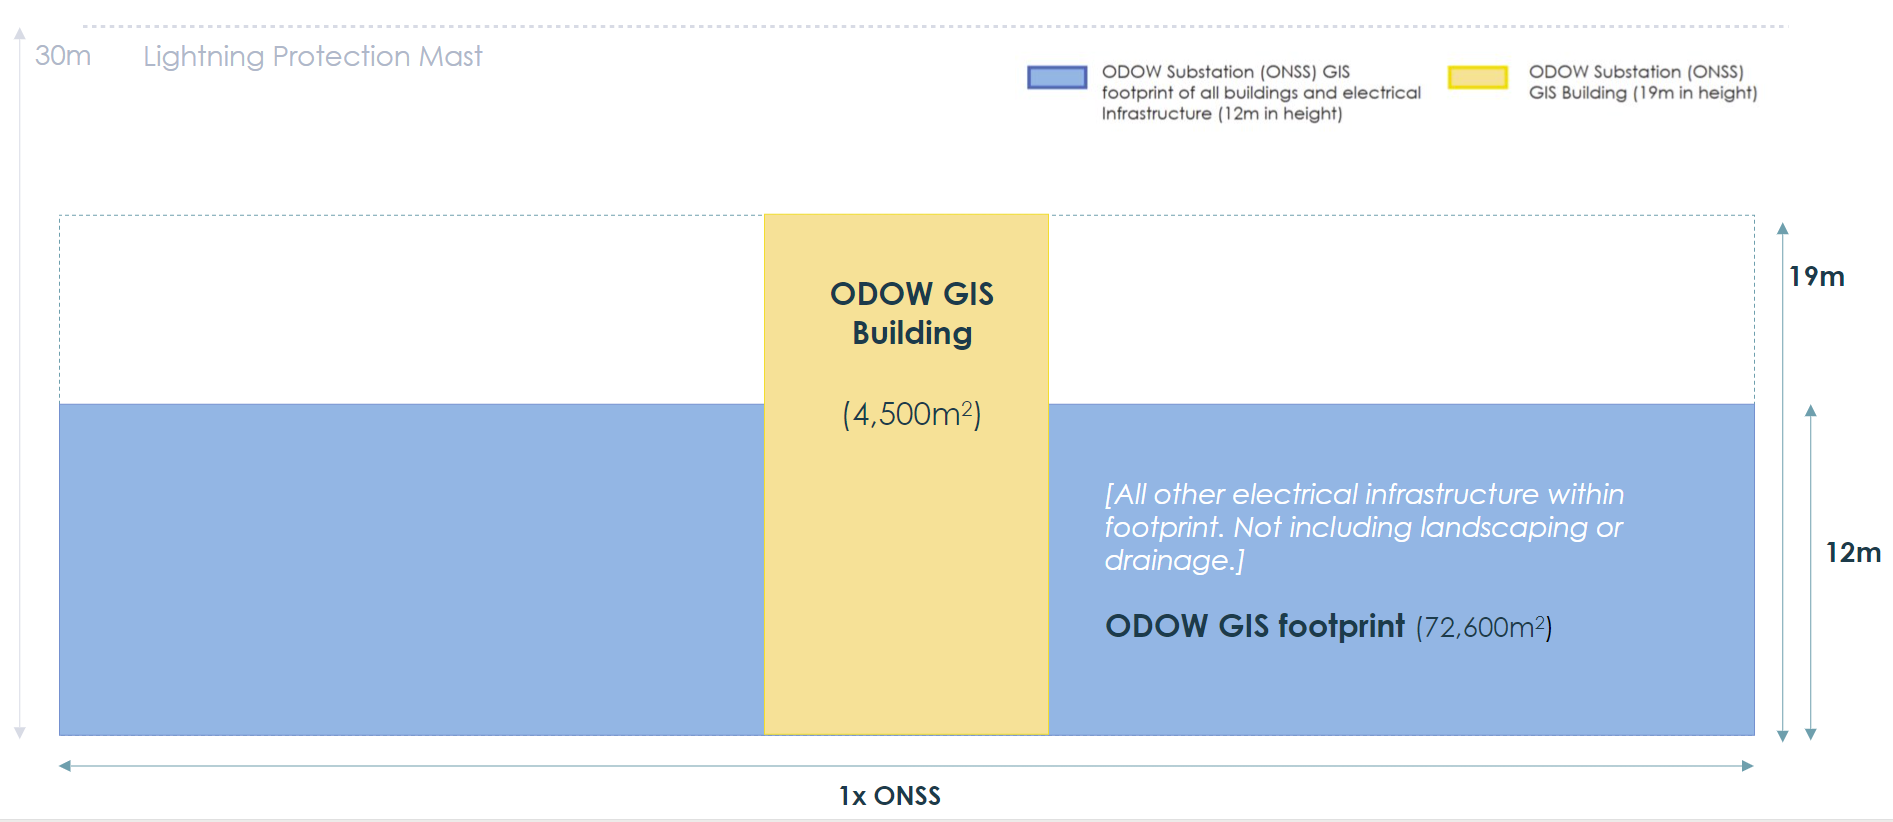 30m
Lightning Protection Mast
ODOW Substation (ONSS) GIS
footprint of all buildings and electrical
Infrastructure (12m in height)
ODOW Substation (ONSS)
GIS Building (19m in height)
19m
ODOW GIS
Building
(4,500m²)
[All other electrical infrastructure within
footprint. Not including landscaping or
drainage.]
12m
ODOW GIS footprint (72,600m²)
1x ONSS